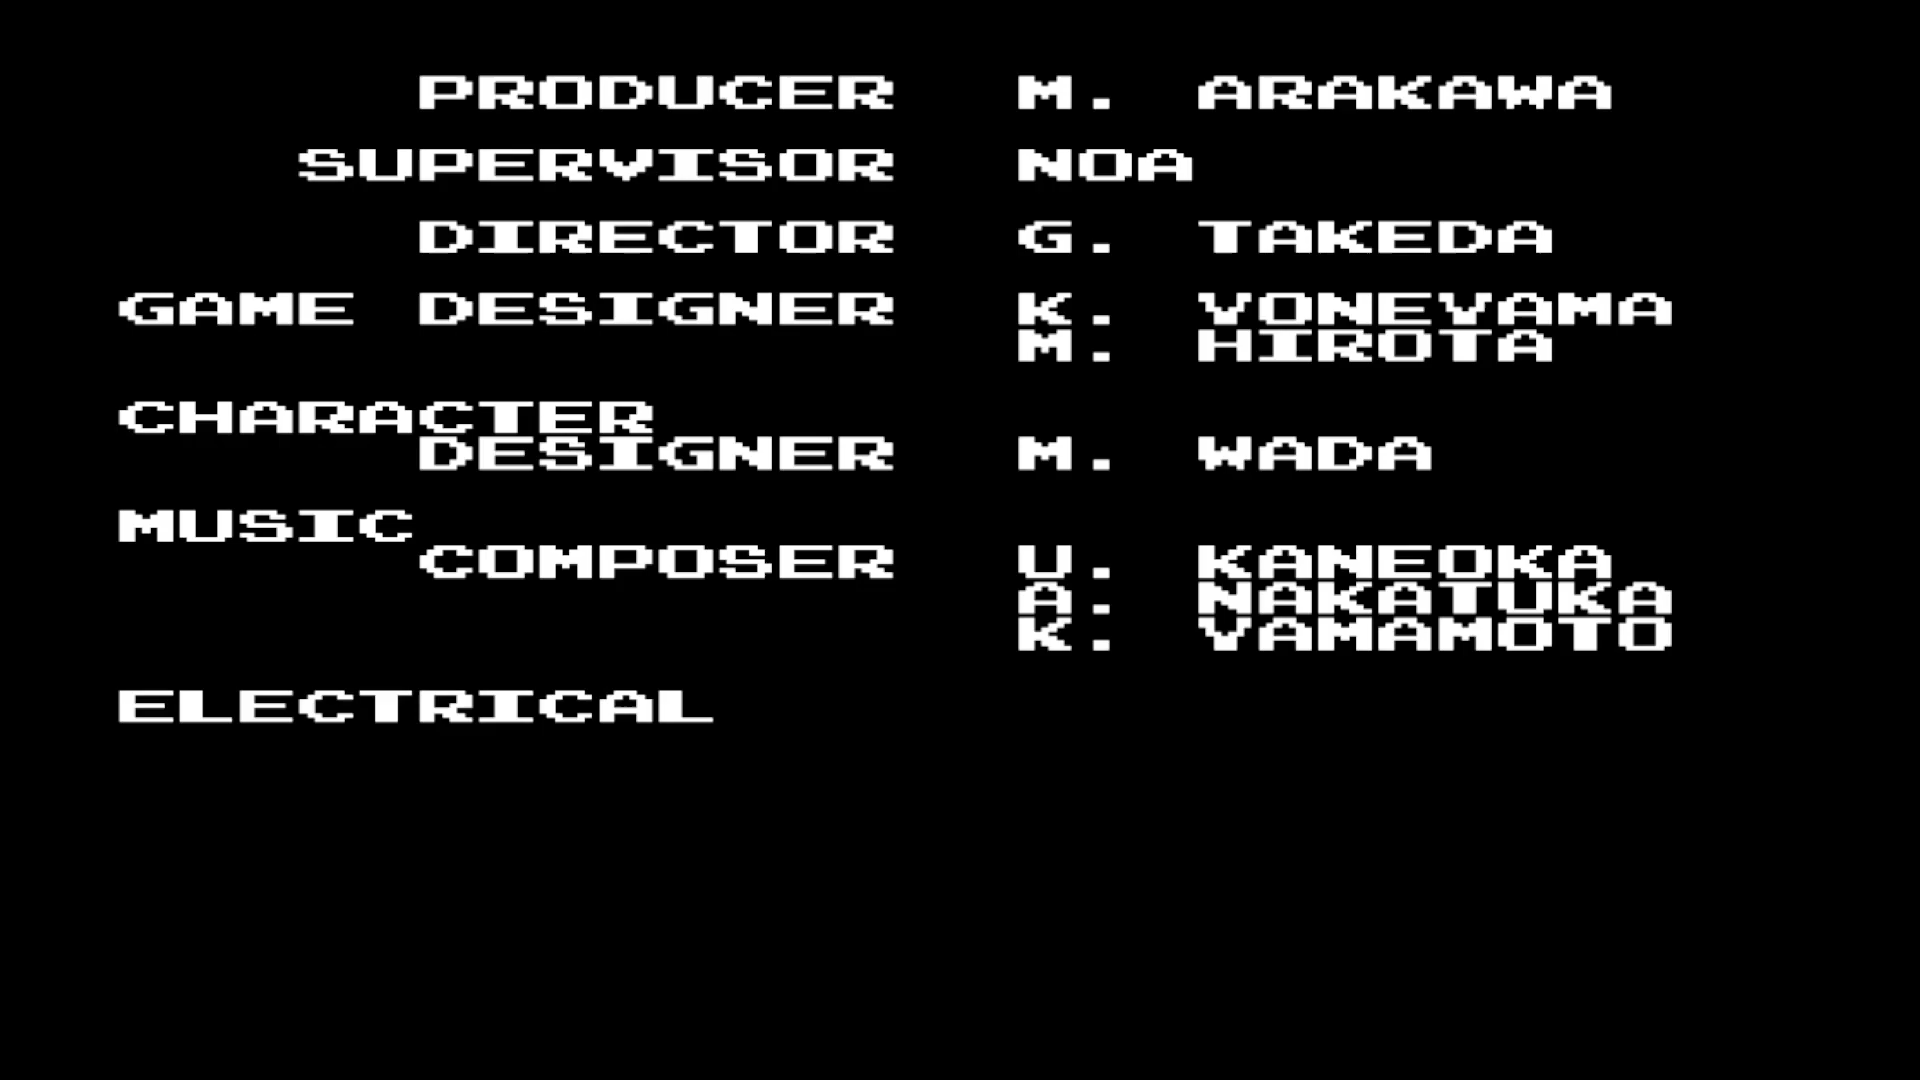 PRODUCER M. ARAKAWA
SUPERVISOR NOA
DIRECTOR G. TAKEDA
GAME DESIGNER K. YONEYAMA
M. HIROTA
CHARACTER
DESIGNER M. WADA
MUSIC
COMPOSER U. KANEOKA
A. NAKATUKA
K. YAMAMOTO
ELECTRICAL